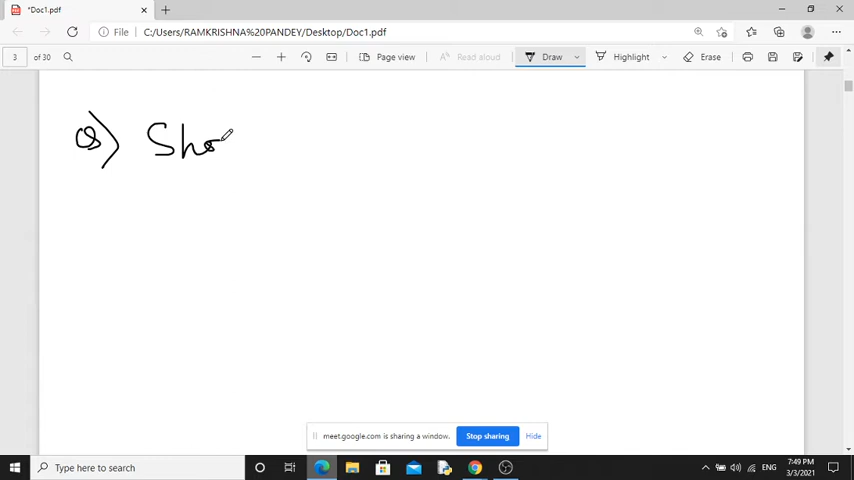 *Doc1.pdf
File C:/Users/RAMKRISHNA%20PANDEY/Desktop/Doc1.pdf
3 of 30 Page view Read aloud Draw Highlight Erase
Q) Sho
meet.google.com is sharing a window. Stop sharing Hide
Type here to search ENG 7:49 PM
3/3/2021